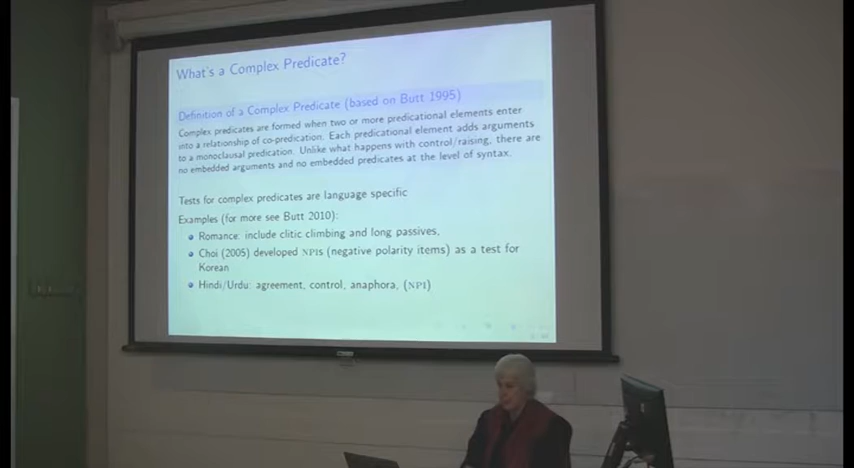 What's a Complex Predicate?
Definition of a Complex Predicate (based on Butt 1995)
Complex predicates are formed when two or more predicational elements enter
into a relationship of co-predication. Each predicational element adds arguments
to a monoclausal predication. Unlike what happens with control/raising, there are
no embedded arguments and no embedded predicates at the level of syntax.
Tests for complex predicates are language specific
Examples (for more see Butt 2010):
Romance: include clitic climbing and long passives,
Choi (2005) developed NPIs (negative polarity items) as a test for
Korean
Hindi/Urdu: agreement, control, anaphora, (NPI)